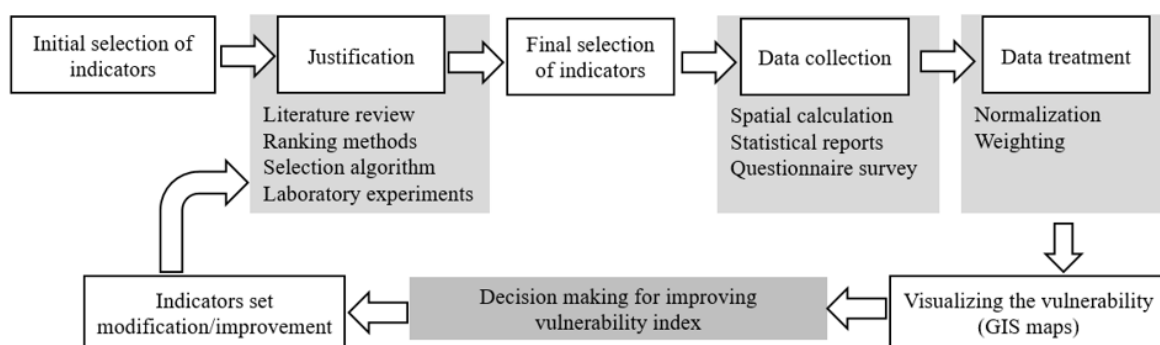 Initial selection of
indicators
Justification
Literature review
Ranking methods
Selection algorithm
Laboratory experiments
Final selection
of indicators
Data collection
Spatial calculation
Statistical reports
Questionnaire survey
Data treatment
Normalization
Weighting
Visualizing the vulnerability
(GIS maps)
Decision making for improving
vulnerability index
Indicators set
modification/improvement